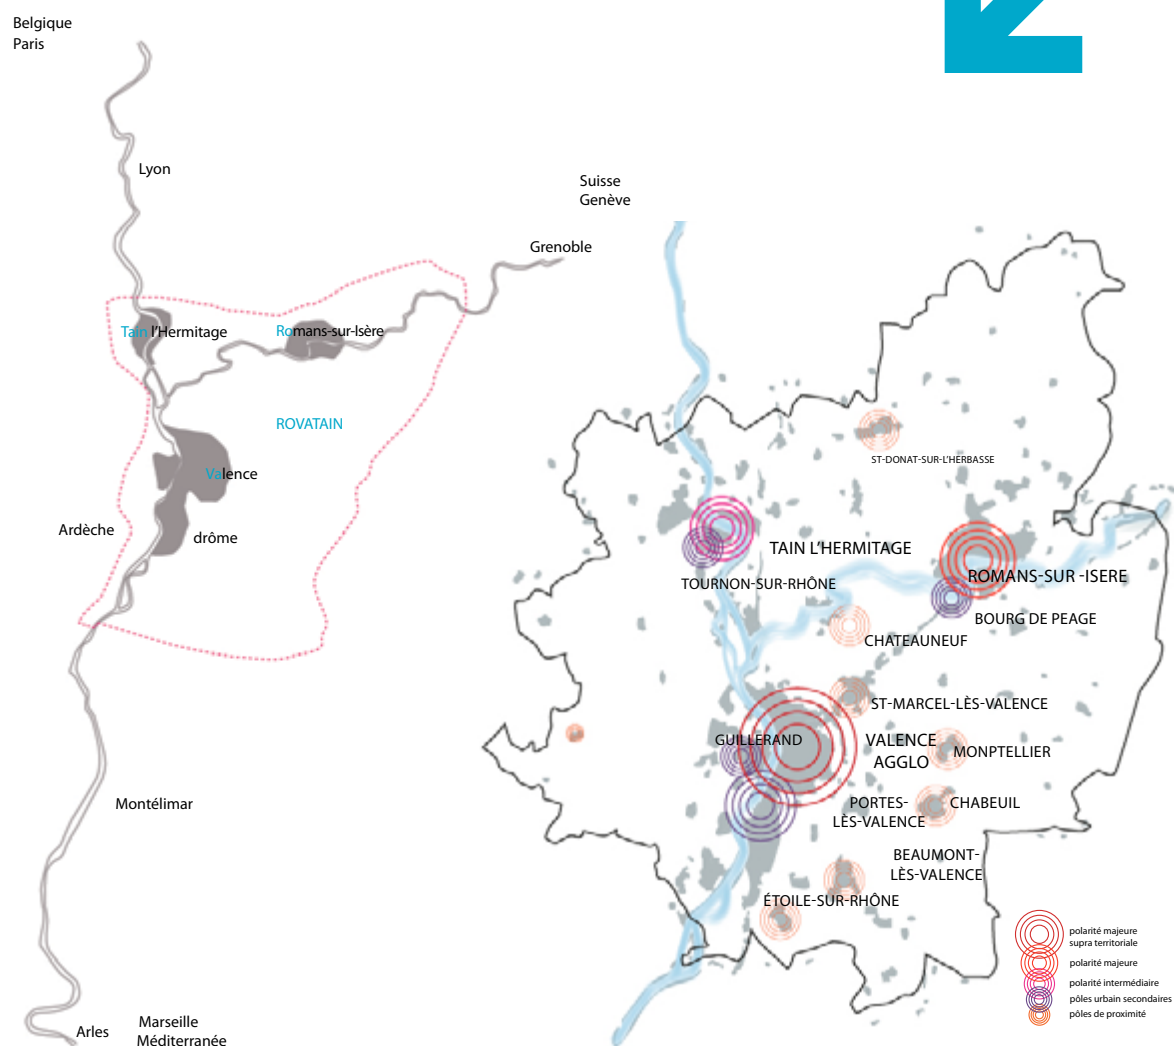 Belgique
Paris
Lyon
Suisse
Genève
Grenoble
Tain l'Hermitage
Romans-sur-Isère
ROVATAIN
Valence
Ardèche
drôme
Montélimar
Arles
Marseille
Méditerranée
ST-DONAT-SUR-L'HERBASSE
TAIN L'HERMITAGE
TOURNON-SUR-RHÔNE
ROMANS-SUR -ISERE
BOURG DE PEAGE
CHATEAUNEUF
ST-MARCEL-LÈS-VALENCE
GUILLERAND
VALENCE
AGGLO
MONPTELLIER
PORTES-
LÈS-VALENCE
CHABEUIL
BEAUMONT-
LÈS-VALENCE
ÉTOILE-SUR-RHÔNE
polarité majeure
supra territoriale
polarité majeure
polarité intermédiaire
pôles urbain secondaires
pôles de proximité